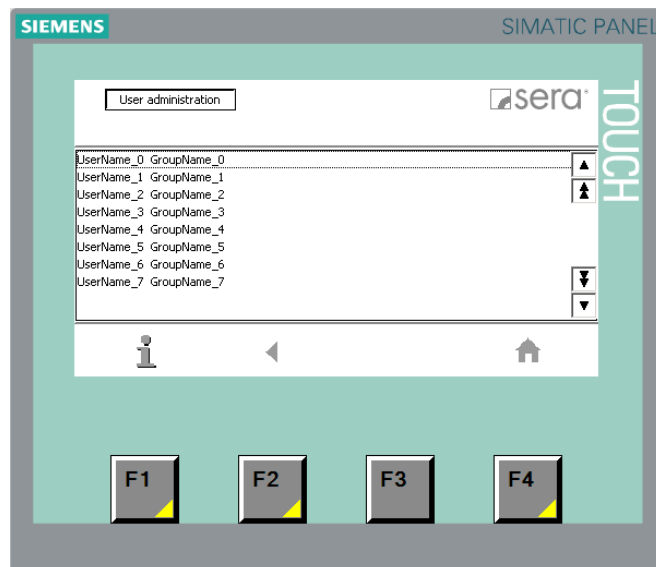 SIEMENS
SIMATIC PANEL
TOUCH
User administration
sera
UserName_0 GroupName_0
UserName_1 GroupName_1
UserName_2 GroupName_2
UserName_3 GroupName_3
UserName_4 GroupName_4
UserName_5 GroupName_5
UserName_6 GroupName_6
UserName_7 GroupName_7
F1
F2
F3
F4